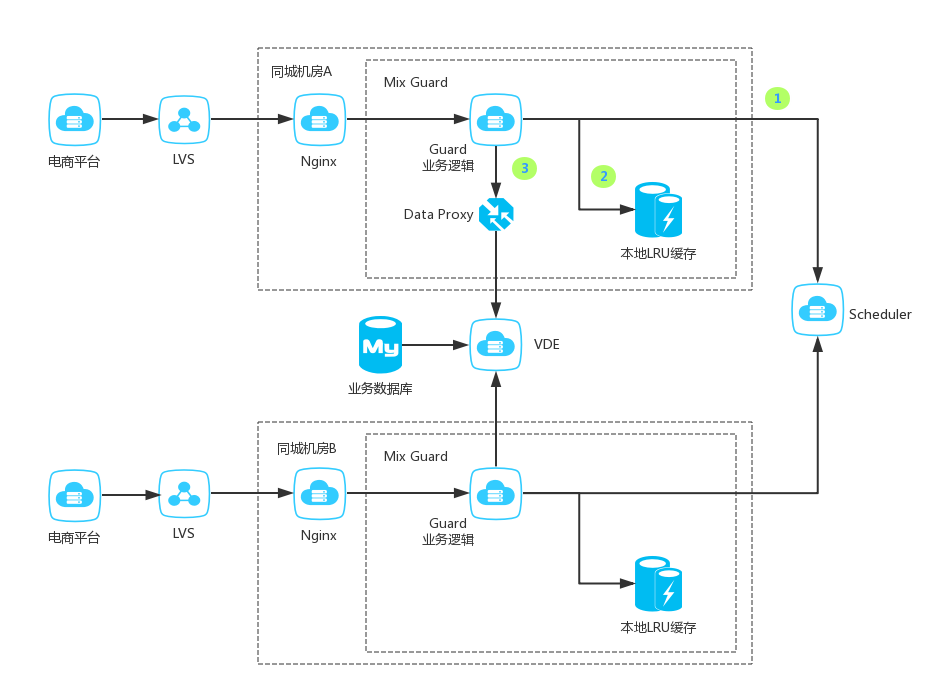 同城机房A
Mix Guard
1
电商平台
LVS
Nginx
Guard
业务逻辑
3
2
Data Proxy
本地LRU缓存
Scheduler
My
VDE
业务数据库
同城机房B
Mix Guard
电商平台
LVS
Nginx
Guard
业务逻辑
本地LRU缓存